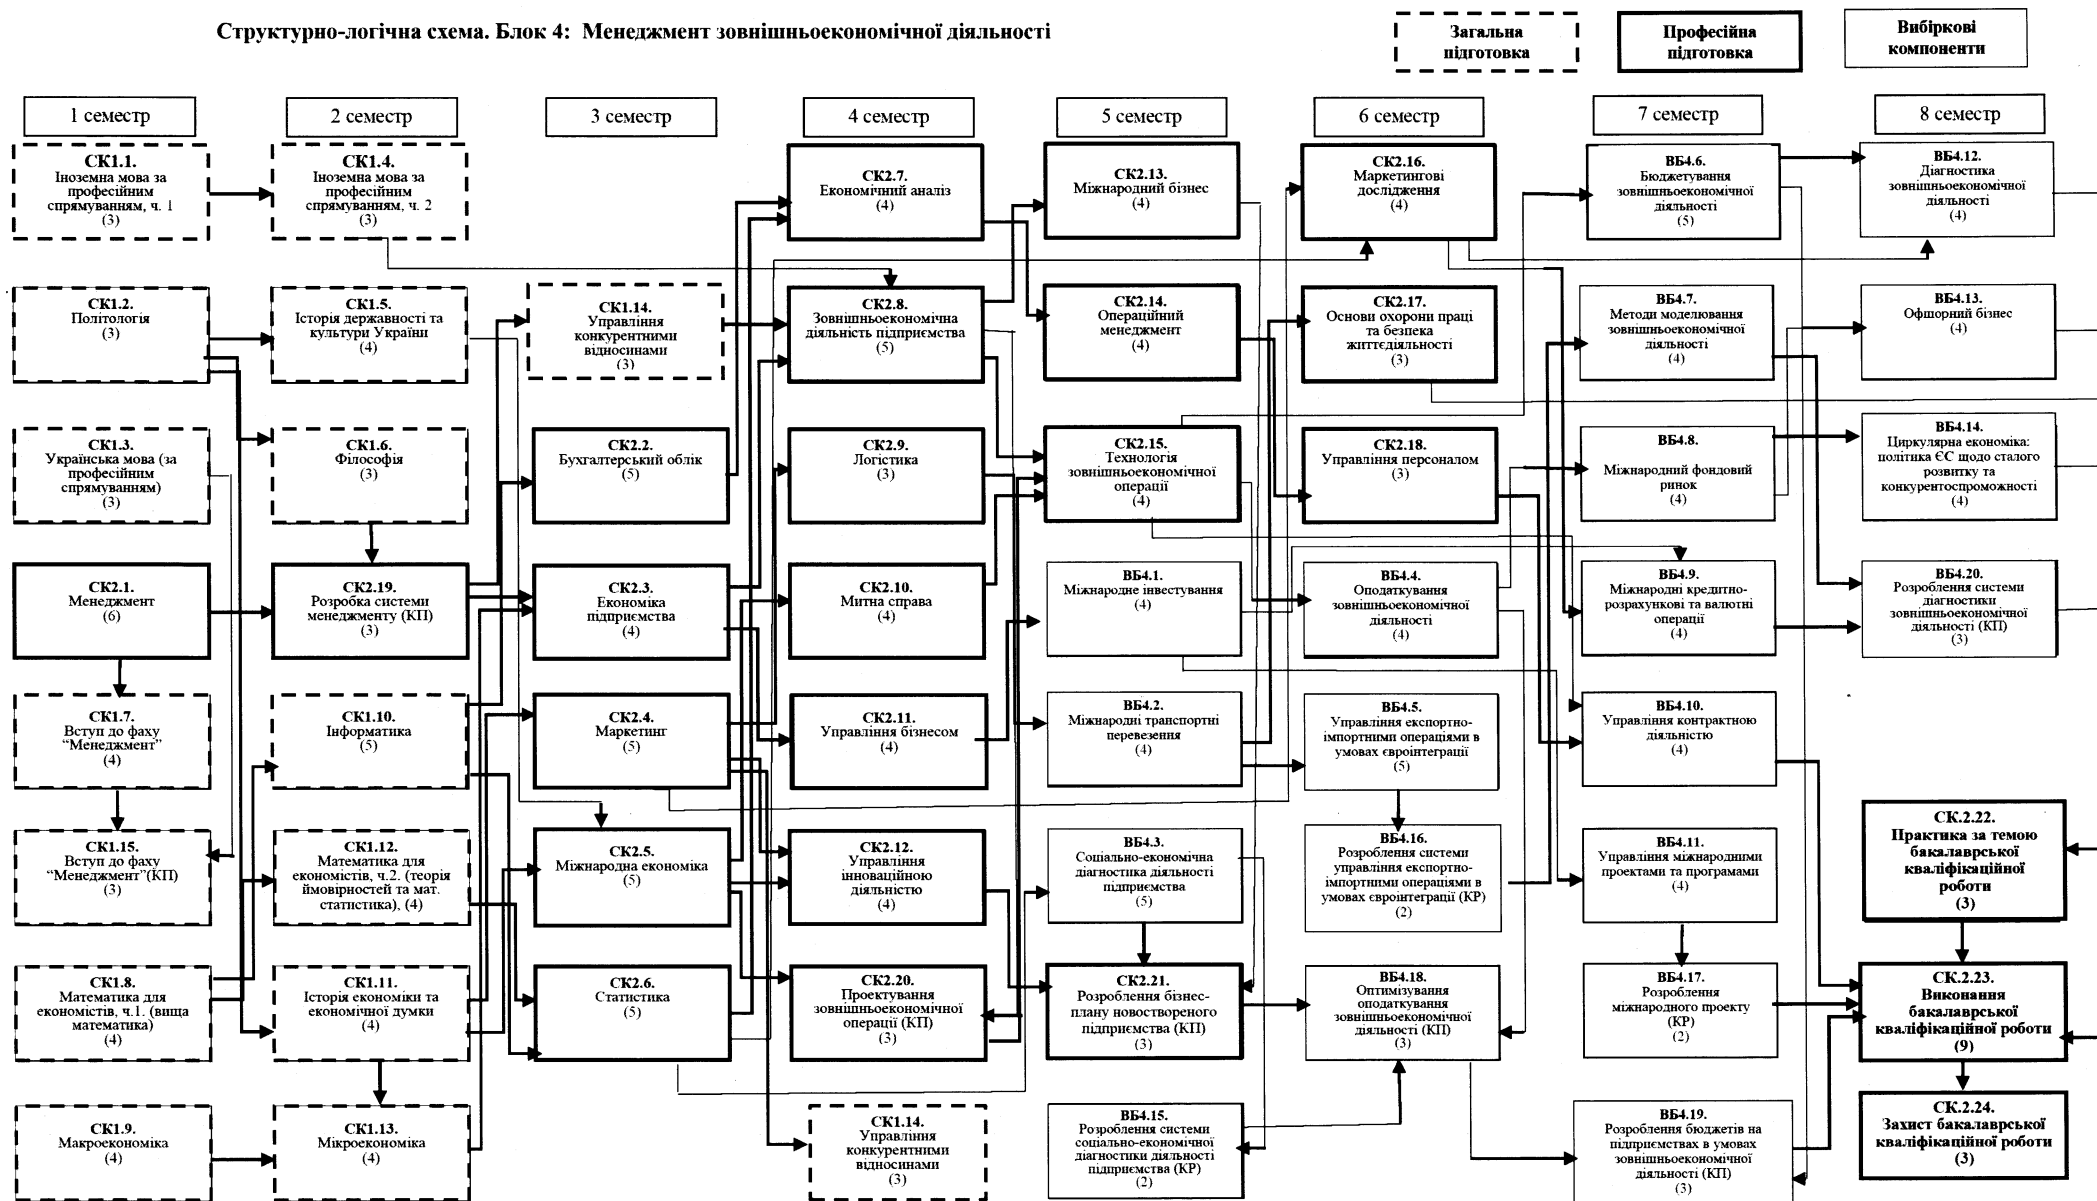 Структурно-логічна схема. Блок 4: Менеджмент зовнішньоекономічної діяльності
Загальна
підготовка
Професійна
підготовка
Вибіркові
компоненти
1 семестр
2 семестр
3 семестр
4 семестр
5 семестр
6 семестр
7 семестр
8 семестр
СК1.1.
Іноземна мова за
професійним
спрямуванням, ч. 1
(3)
СК1.2.
Політологія
(3)
СК1.3.
Українська мова (за
професійним
спрямуванням)
(3)
СК2.1.
Менеджмент
(6)
СК1.7.
Вступ до фаху
“Менеджмент”
(4)
СК1.15.
Вступ до фаху
“Менеджмент”(КП)
(3)
СК1.8.
Математика для
економістів, ч.1. (вища
математика)
(4)
СК1.9.
Макроекономіка
(4)
СК1.4.
Іноземна мова за
професійним
спрямуванням, ч. 2
(3)
СК1.5.
Історія державності та
культури України
(4)
СК1.6.
Філософія
(3)
СК2.19.
Розробка системи
менеджменту (КП)
(3)
СК1.10.
Інформатика
(5)
СК1.12.
Математика для
економістів, ч.2. (теорія
ймовірностей та мат.
статистика), (4)
СК1.11.
Історія економіки та
економічної думки
(4)
СК1.13.
Мікроекономіка
(4)
СК1.14.
Управління
конкурентними
відносинами
(3)
СК2.2.
Бухгалтерський облік
(5)
СК2.3.
Економіка
підприємства
(4)
СК2.4.
Маркетинг
(5)
СК2.5.
Міжнародна економіка
(5)
СК2.6.
Статистика
(5)
СК2.7.
Економічний аналіз
(4)
СК2.8.
Зовнішньоекономічна
діяльність підприємства
(5)
СК2.9.
Логістика
(3)
СК2.10.
Митна справа
(4)
СК2.11.
Управління бізнесом
(4)
СК2.12.
Управління
інноваційною
діяльністю
(4)
СК2.20.
Проектування
зовнішньоекономічної
операції (КП)
(3)
СК1.14.
Управління
конкурентними
відносинами
(3)
СК2.13.
Міжнародний бізнес
(4)
СК2.14.
Операційний
менеджмент
(4)
СК2.15.
Технологія
зовнішньоекономічної
операції
(4)
ВБ4.1.
Міжнародне інвестування
(4)
ВБ4.2.
Міжнародні транспортні
перевезення
(4)
ВБ4.3.
Соціально-економічна
діагностика діяльності
підприємства
(5)
СК2.21.
Розроблення бізнес-
плану новоствореного
підприємства (КП)
(3)
ВБ4.15.
Розроблення системи
соціально-економічної
діагностики діяльності
підприємства (КР)
(2)
СК2.16.
Маркетингові
дослідження
(4)
СК2.17.
Основи охорони праці
та безпека
життєдіяльності
(3)
СК2.18.
Управління персоналом
(3)
ВБ4.4.
Оподаткування
зовнішньоекономічної
діяльності
(4)
ВБ4.5.
Управління експортно-
імпортними операціями в
умовах євроінтеграції
(5)
ВБ4.16.
Розроблення системи
управління експортно-
імпортними операціями в
умовах євроінтеграції (КР)
(2)
ВБ4.18.
Оптимізування
оподаткування
зовнішньоекономічної
діяльності (КП)
(3)
ВБ4.6.
Бюджетування
зовнішньоекономічної
діяльності
(5)
ВБ4.7.
Методи моделювання
зовнішньоекономічної
діяльності
(4)
ВБ4.8.
Міжнародний фондовий
ринок
(4)
ВБ4.9.
Міжнародні кредитно-
розрахункові та валютні
операції
(4)
ВБ4.10.
Управління контрактною
діяльністю
(4)
ВБ4.11.
Управління міжнародними
проектами та програмами
(4)
ВБ4.17.
Розроблення
міжнародного проекту
(КР)
(2)
ВБ4.19.
Розроблення бюджетів на
підприємствах в умовах
зовнішньоекономічної
діяльності (КП)
(3)
ВБ4.12.
Діагностика
зовнішньоекономічної
діяльності
(4)
ВБ4.13.
Офшорний бізнес
(4)
ВБ4.14.
Циркулярна економіка:
політика ЄС щодо сталого
розвитку та
конкурентоспроможності
(4)
ВБ4.20.
Розроблення системи
діагностики
зовнішньоекономічної
діяльності (КП)
(3)
СК.2.22.
Практика за темою
бакалаврської
кваліфікаційної
роботи
(3)
СК.2.23.
Виконання
бакалаврської
кваліфікаційної роботи
(9)
СК.2.24.
Захист бакалаврської
кваліфікаційної роботи
(3)